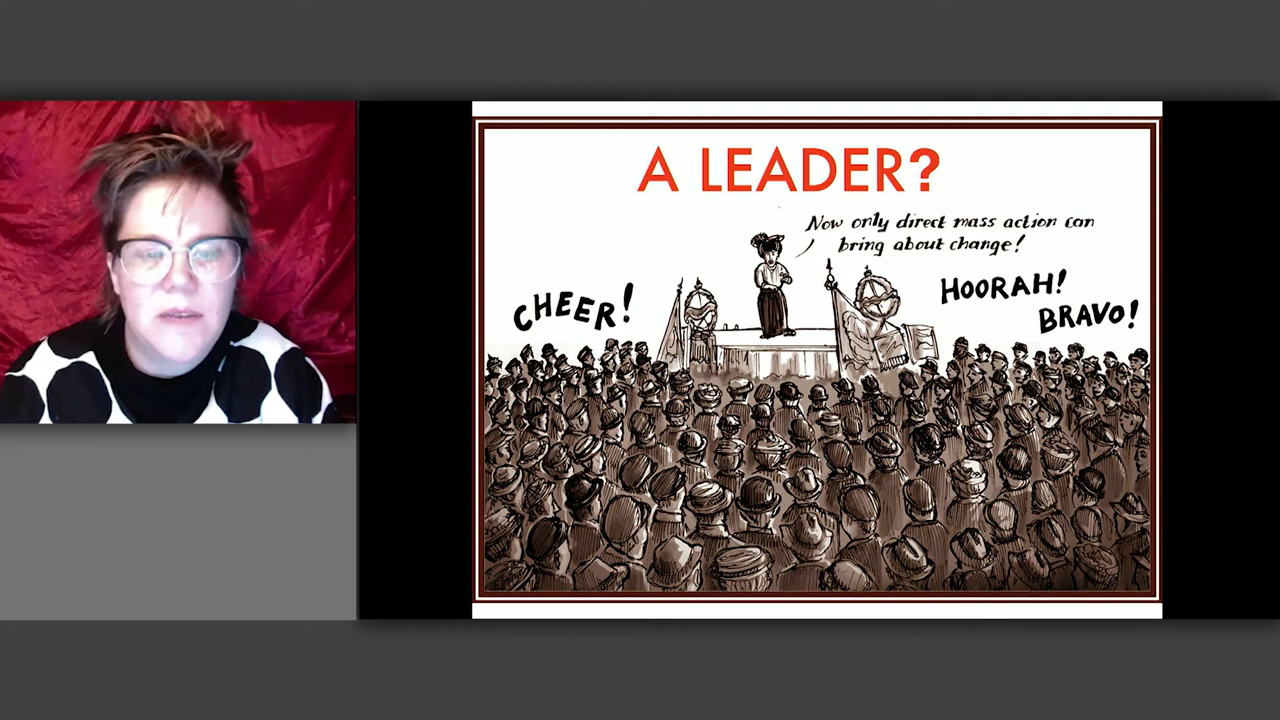 A LEADER?
Now only direct mass action can
bring about change!
CHEER!
HOORAH!
BRAVO!